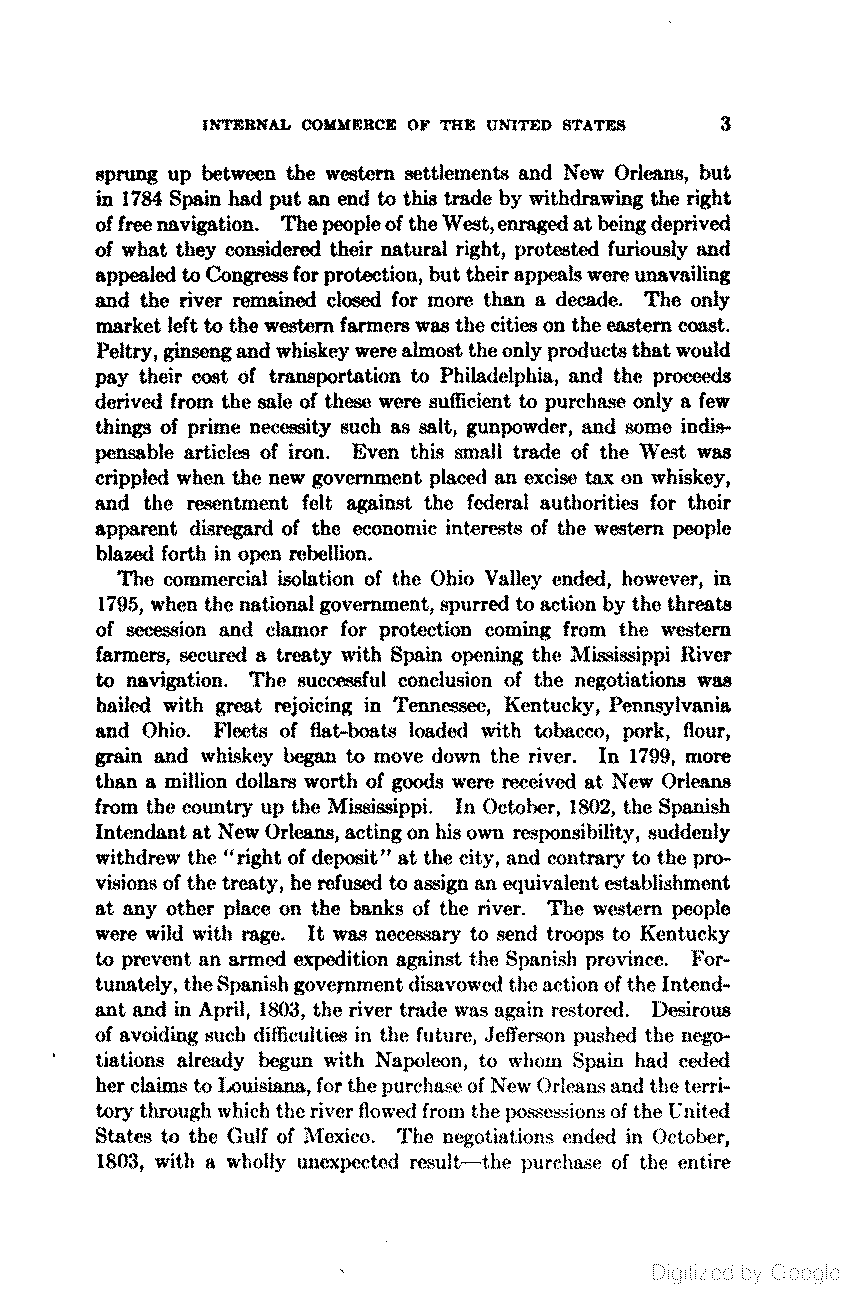 INTERNAL COMMERCE OF THE UNITED STATES 3
sprung up between the western settlements and New Orleans, but
in 1784 Spain had put an end to this trade by withdrawing the right
of free navigation. The people of the West, enraged at being deprived
of what they considered their natural right, protested furiously and
appealed to Congress for protection, but their appeals were unavailing
and the river remained closed for more than a decade. The only
market left to the western farmers was the cities on the eastern coast.
Peltry, ginseng and whiskey were almost the only products that would
pay their cost of transportation to Philadelphia, and the proceeds
derived from the sale of these were sufficient to purchase only a few
things of prime necessity such as salt, gunpowder, and some indis-
pensable articles of iron. Even this small trade of the West was
crippled when the new government placed an excise tax on whiskey,
and the resentment felt against the federal authorities for their
apparent disregard of the economic interests of the western people
blazed forth in open rebellion.
The commercial isolation of the Ohio Valley ended, however, in
1795, when the national government, spurred to action by the threats
of secession and clamor for protection coming from the western
farmers, secured a treaty with Spain opening the Mississippi River
to navigation. The successful conclusion of the negotiations was
hailed with great rejoicing in Tennessee, Kentucky, Pennsylvania
and Ohio. Fleets of flat-boats loaded with tobacco, pork, flour,
grain and whiskey began to move down the river. In 1799, more
than a million dollars worth of goods were received at New Orleans
from the country up the Mississippi. In October, 1802, the Spanish
Intendant at New Orleans, acting on his own responsibility, suddenly
withdrew the "right of deposit" at the city, and contrary to the pro-
visions of the treaty, he refused to assign an equivalent establishment
at any other place on the banks of the river. The western people
were wild with rage. It was necessary to send troops to Kentucky
to prevent an armed expedition against the Spanish province. For-
tunately, the Spanish government disavowed the action of the Intend-
ant and in April, 1803, the river trade was again restored. Desirous
of avoiding such difficulties in the future, Jefferson pushed the nego-
tiations already begun with Napoleon, to whom Spain had ceded
her claims to Louisiana, for the purchase of New Orleans and the terri-
tory through which the river flowed from the possessions of the United
States to the Gulf of Mexico. The negotiations ended in October,
1803, with a wholly unexpected result—the purchase of the entire
Digitized by Google